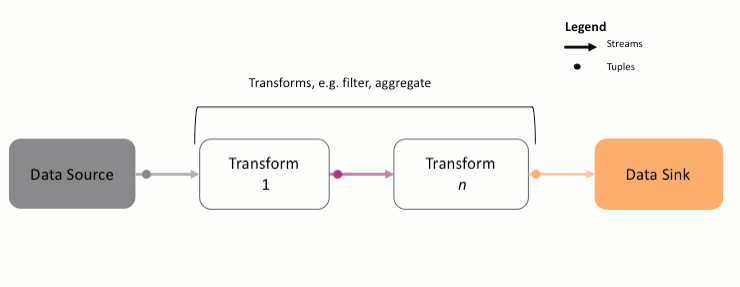 Legend
Streams
Tuples
Transforms, e.g. filter, aggregate
Data Source
Transform
1
Transform
n
Data Sink